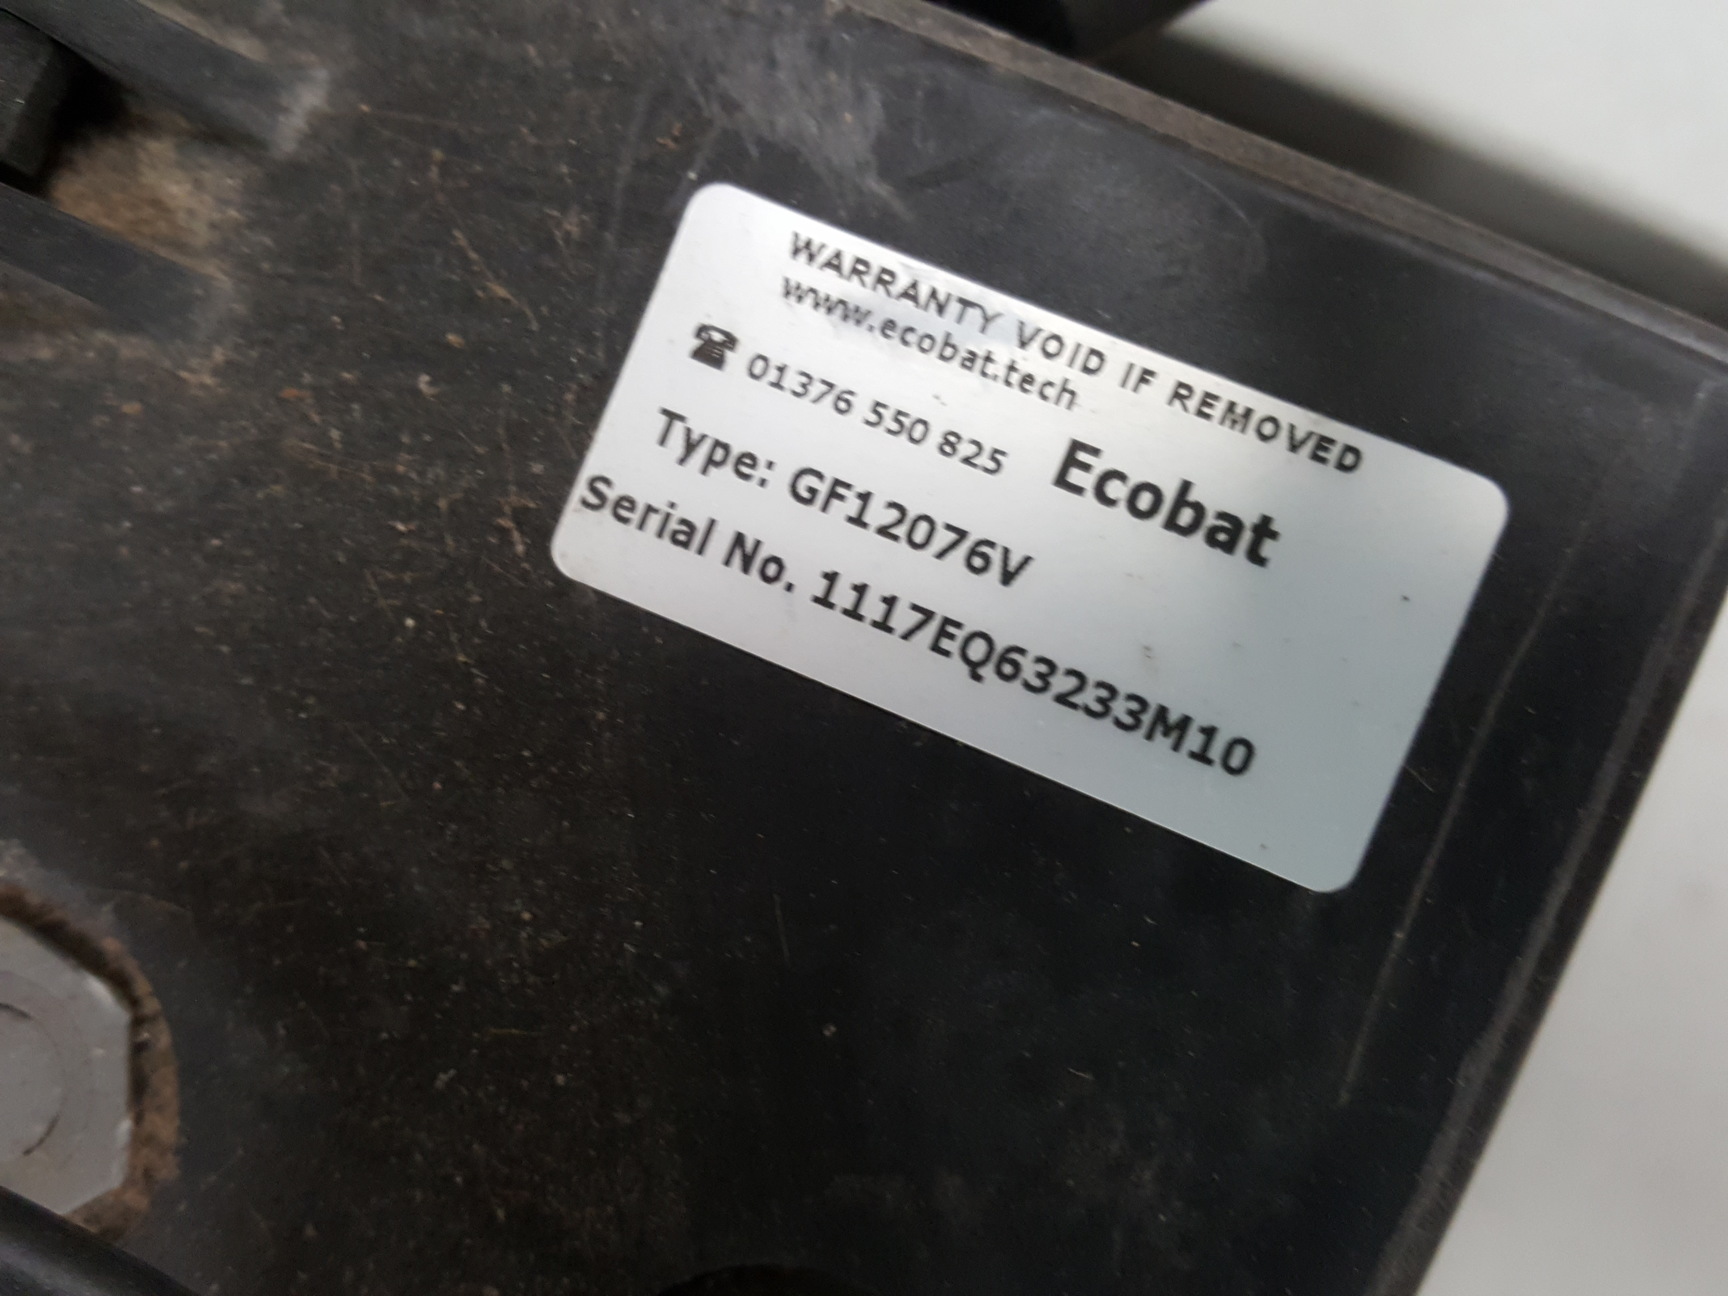 WARRANTY VOID IF REMOVED
www.ecobat.tech
☎ 01376 550 825 Ecobat
Type: GF12076V
Serial No. 1117EQ63233M10